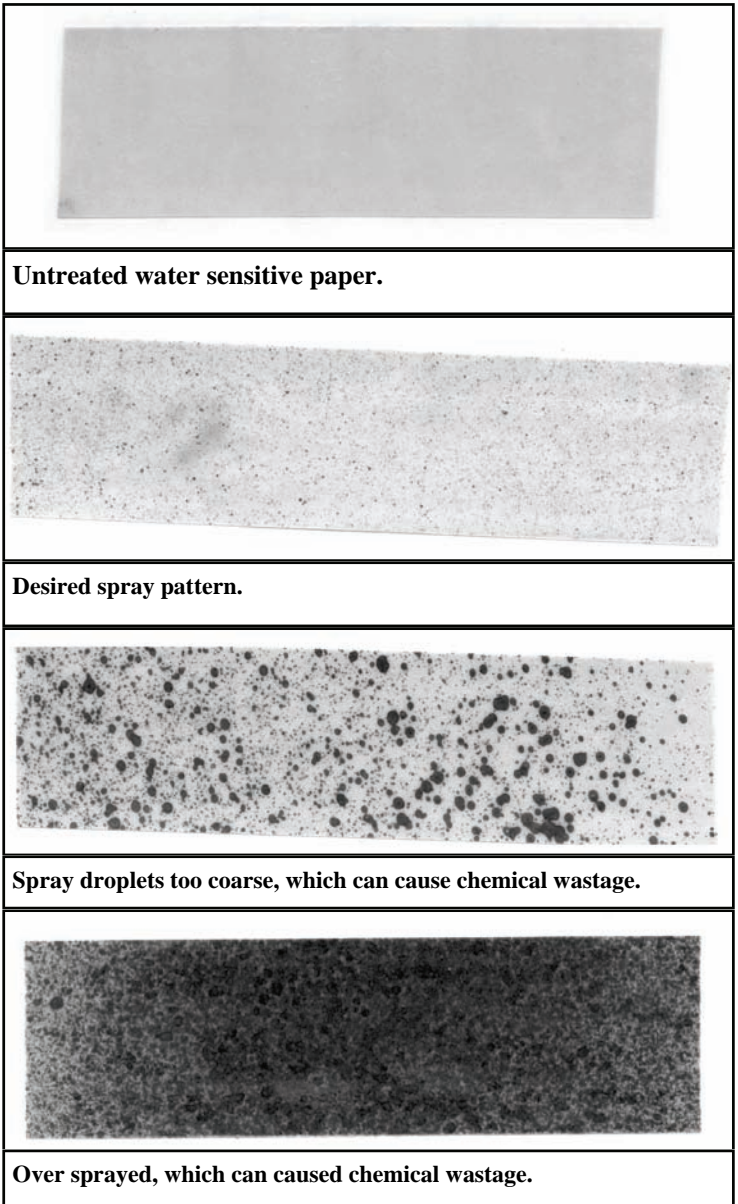 Untreated water sensitive paper.
Desired spray pattern.
Spray droplets too coarse, which can cause chemical wastage.
Over sprayed, which can caused chemical wastage.